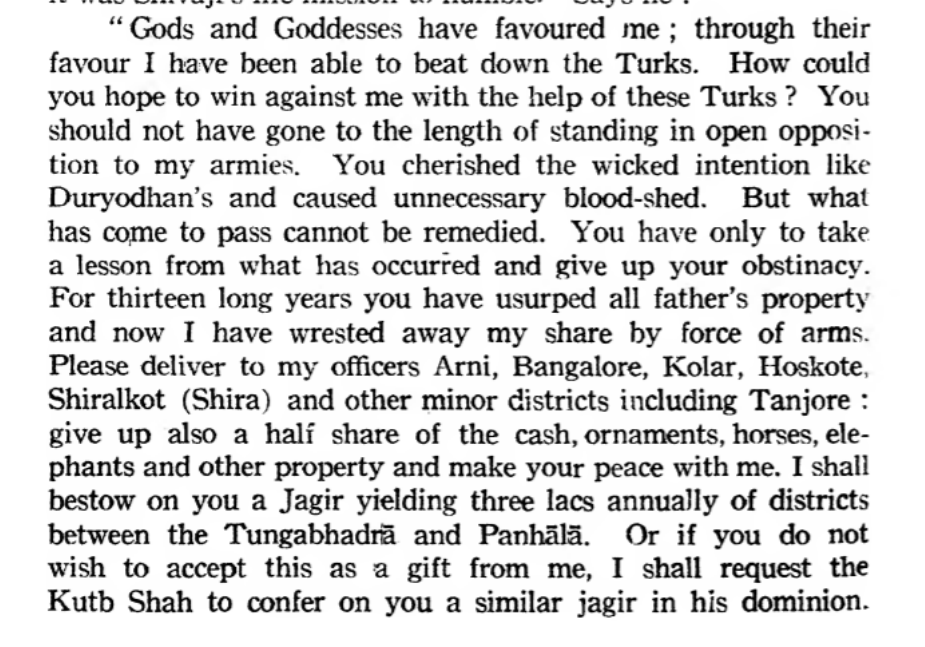 “Gods and Goddesses have favoured me ; through their
favour I have been able to beat down the Turks. How could
you hope to win against me with the help of these Turks ? You
should not have gone to the length of standing in open opposi-
tion to my armies. You cherished the wicked intention like
Duryodhan’s and caused unnecessary blood-shed. But what
has come to pass cannot be remedied. You have only to take
a lesson from what has occurred and give up your obstinacy.
For thirteen long years you have usurped all father’s property
and now I have wrested away my share by force of arms.
Please deliver to my officers Arni, Bangalore, Kolar, Hoskote,
Shiralkot (Shira) and other minor districts including Tanjore :
give up also a half share of the cash, ornaments, horses, ele-
phants and other property and make your peace with me. I shall
bestow on you a Jagir yielding three lacs annually of districts
between the Tungabhadrā and Panhālā. Or if you do not
wish to accept this as a gift from me, I shall request the
Kutb Shah to confer on you a similar jagir in his dominion.